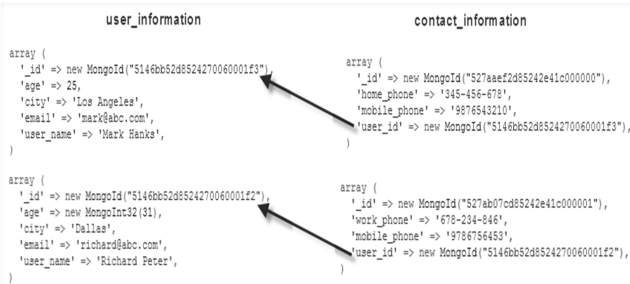 user_information
array (
'_id' => new MongoId("5146bb52d8524270060001f3"),
'age' => 25,
'city' => 'Los Angeles',
'email' => 'mark@abc.com',
'user_name' => 'Mark Hanks',
)
array (
'_id' => new MongoId("5146bb52d8524270060001f2"),
'age' => new MongoInt32(31),
'city' => 'Dallas',
'email' => 'richard@abc.com',
'user_name' => 'Richard Peter',
)
contact_information
array (
'_id' => new MongoId("527aaef2d85242e41c000000"),
'home_phone' => '345-456-678',
'mobile_phone' => '9876543210',
'user_id' => new MongoId("5146bb52d8524270060001f3"),
)
array (
'_id' => new MongoId("527ab07cd85242e41c000001"),
'work_phone' => '678-234-846',
'mobile_phone' => '9786756453',
'user_id' => new MongoId("5146bb52d8524270060001f2"),
)